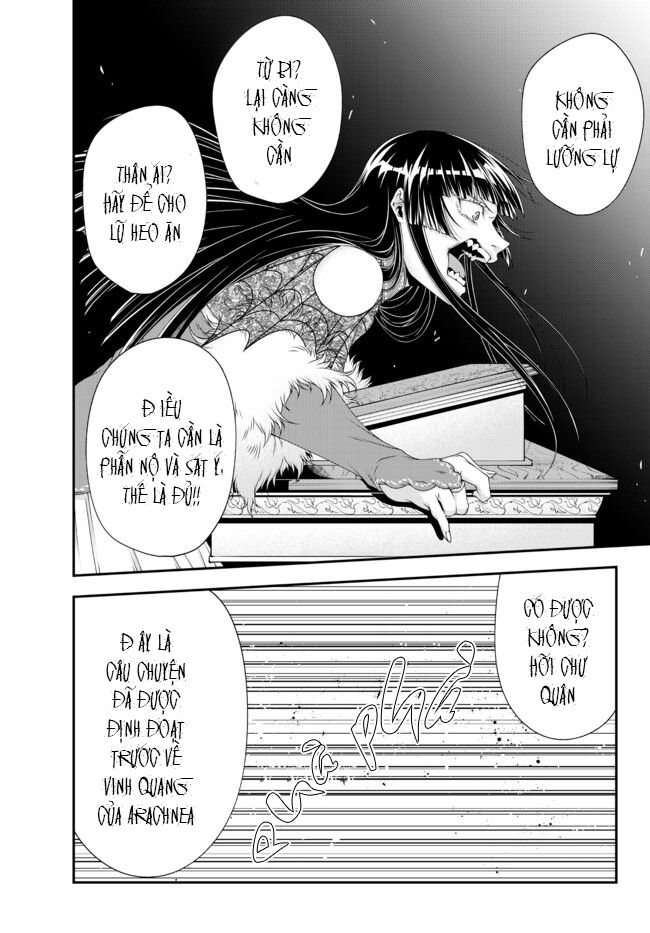 KHÔNG
CẦN PHẢI
LƯỠNG LỰ
TỪ BI?
LẠI CÀNG
KHÔNG
CẦN
THÂN ÁI?
HÃY ĐỂ CHO
LŨ HEO ĂN
ĐIỀU
CHÚNG TA CẦN LÀ
PHẪN NỘ VÀ SÁT Ý,
THẾ LÀ ĐỦ!!
CÓ ĐƯỢC
KHÔNG?
HỠI CHƯ
QUÂN
PHÀ PHÀ
ĐÂY LÀ
CÂU CHUYỆN
ĐÃ ĐƯỢC
ĐỊNH ĐOẠT
TRƯỚC VỀ
VINH QUANG
CỦA ARACHNEA